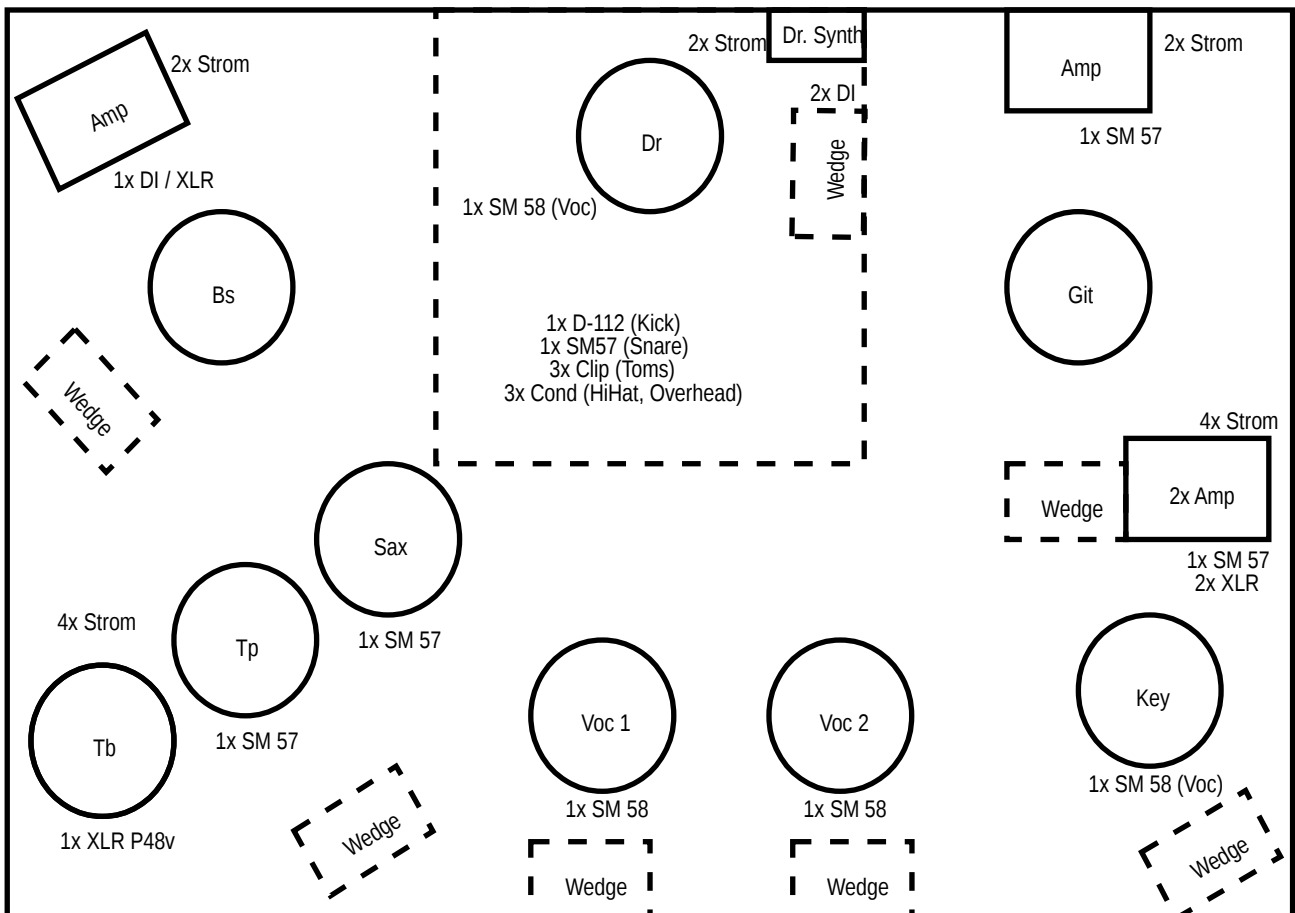 2x Strom
Amp
1x DI / XLR
Bs
Wedge
2x Strom
Dr. Synth
2x DI
Dr
Wedge
1x SM 58 (Voc)
1x D-112 (Kick)
1x SM57 (Snare)
3x Clip (Toms)
3x Cond (HiHat, Overhead)
Amp
2x Strom
1x SM 57
Git
4x Strom
Wedge
2x Amp
1x SM 57
2x XLR
Sax
1x SM 57
Tp
1x SM 57
4x Strom
Tb
1x XLR P48v
Wedge
Voc 1
1x SM 58
Wedge
Voc 2
1x SM 58
Wedge
Key
1x SM 58 (Voc)
Wedge